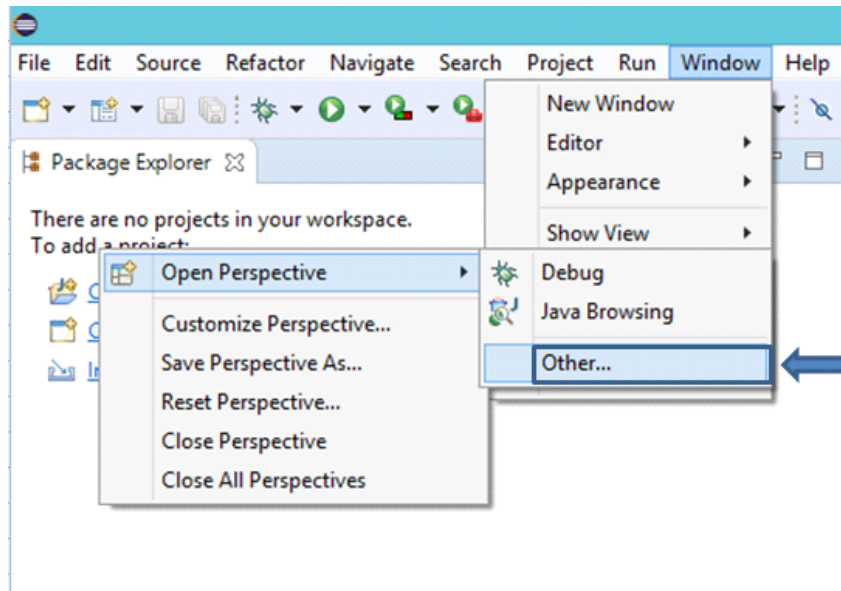 File Edit Source Refactor Navigate Search Project Run Window Help
Package Explorer
There are no projects in your workspace.
To add a project:
New Window
Editor
Appearance
Show View
Open Perspective
Customize Perspective...
Save Perspective As...
Reset Perspective...
Close Perspective
Close All Perspectives
Debug
Java Browsing
Other...